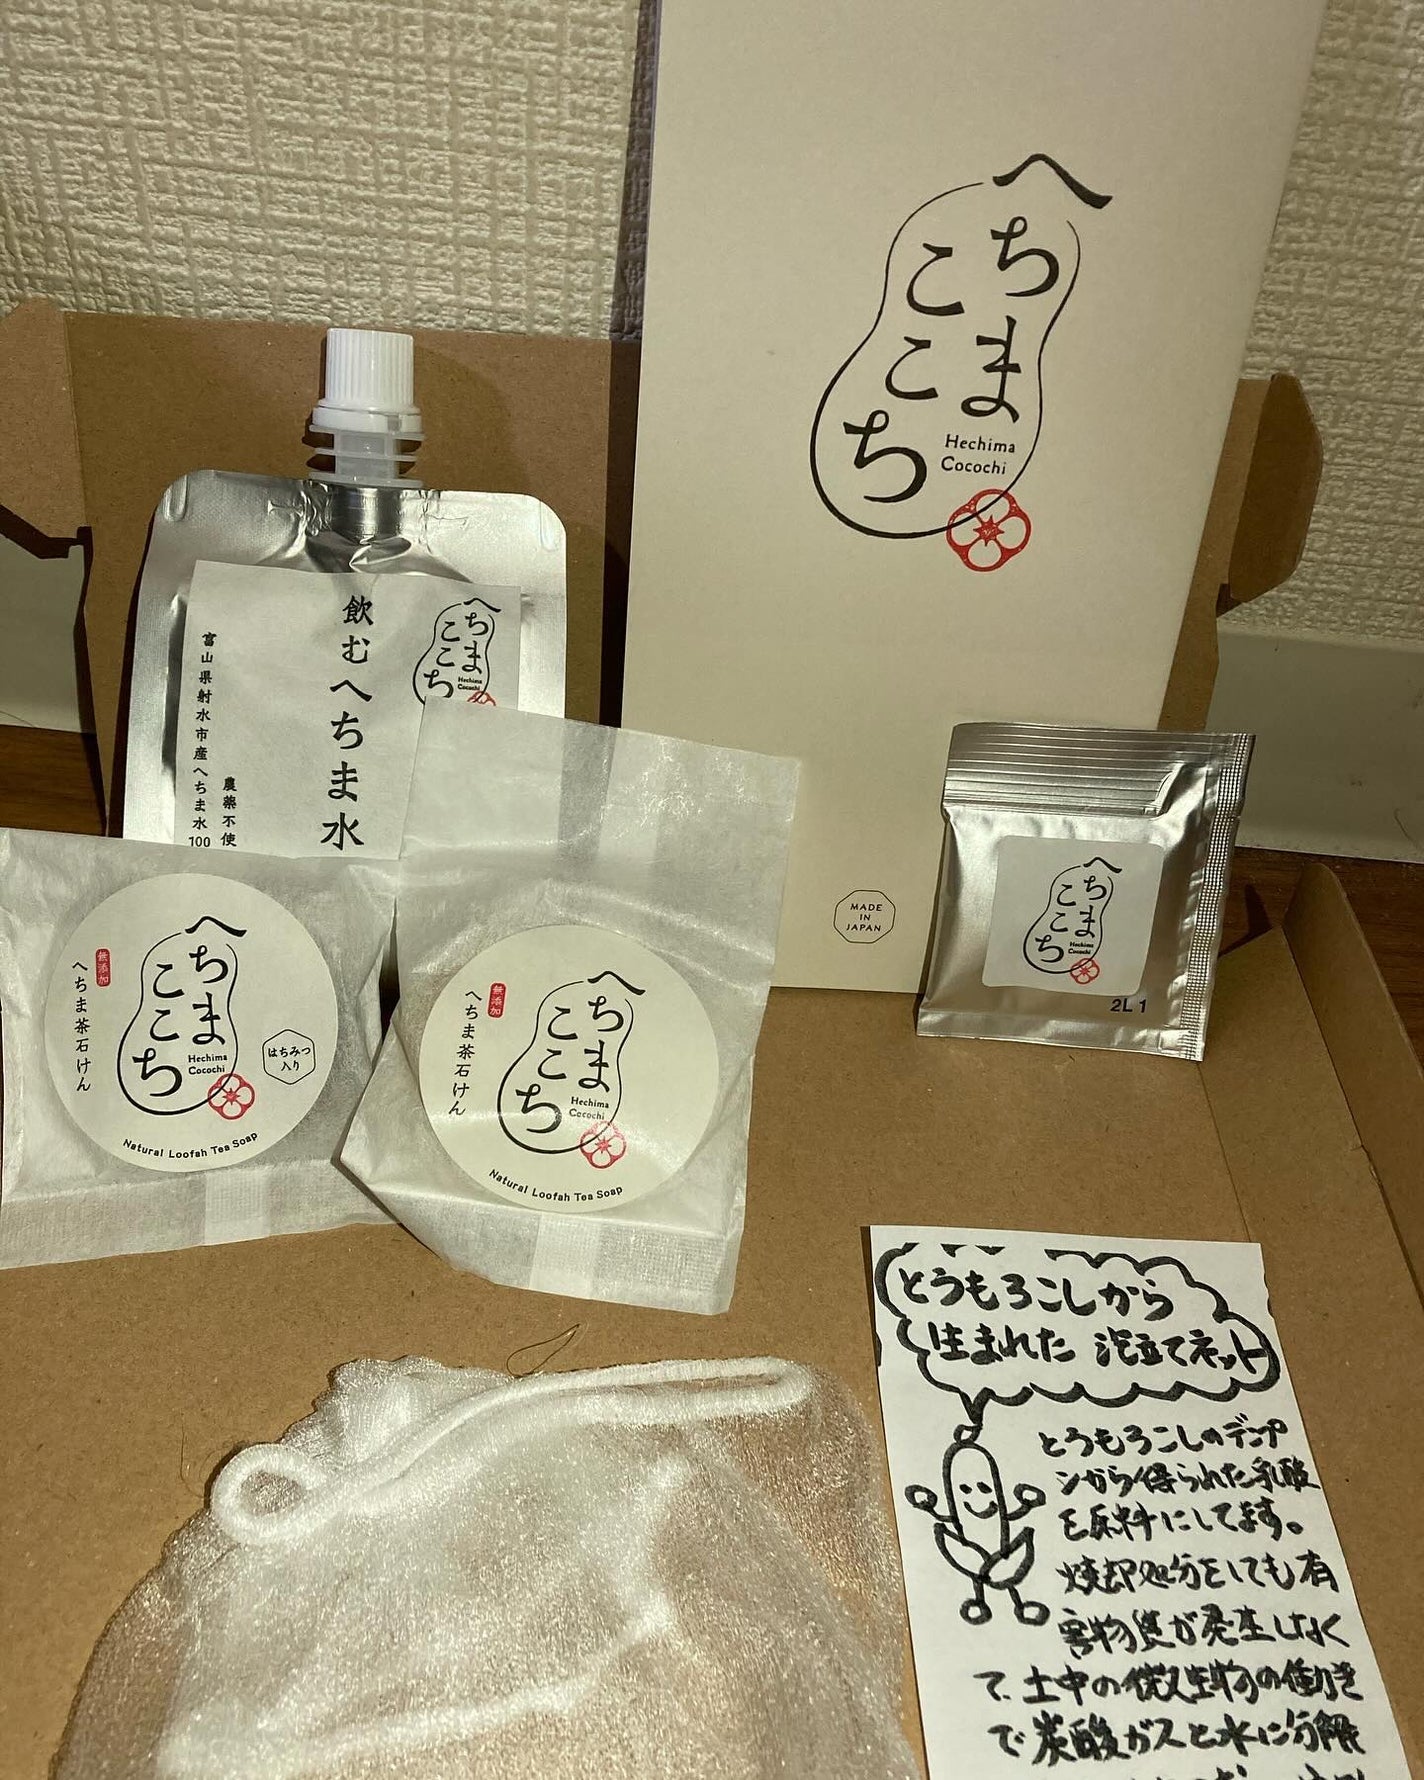 へちま
ここち
Hechima
Cocochi
MADE
IN
JAPAN
へちま
ここち
Hechima
Cocochi
飲むへちま水
農薬不使
富山県射水市産へちま水100
へちま
ここち
Hechima
Cocochi
無添加
へちま茶石けん
はちみつ
入り
Natural Loofah Tea Soap
へちま
ここち
Hechima
Cocochi
無添加
へちま茶石けん
Natural Loofah Tea Soap
へちま
ここち
Hechima
Cocochi
2L 1
とうもろこしから
生まれた 泡立てネット
とうもろこしのデンプ
ンから得られた乳酸
を原料にしてます。
焼却処分をしても有
害物質が発生しなく
て、土中の微生物の働き
で炭酸ガスと水に分解